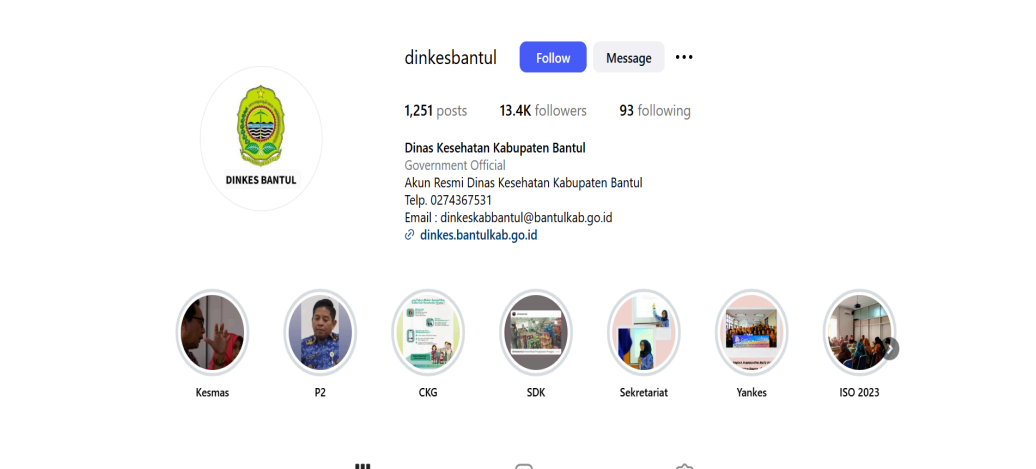 dinkesbantul Follow Message
1,251 posts 13.4K followers 93 following
Dinas Kesehatan Kabupaten Bantul
Government Official
Akun Resmi Dinas Kesehatan Kabupaten Bantul
Telp. 0274367531
Email : dinkeskabbantul@bantulkab.go.id
dinkes.bantulkab.go.id
DINKES BANTUL
Kesmas P2 CKG SDK Sekretariat Yankes ISO 2023